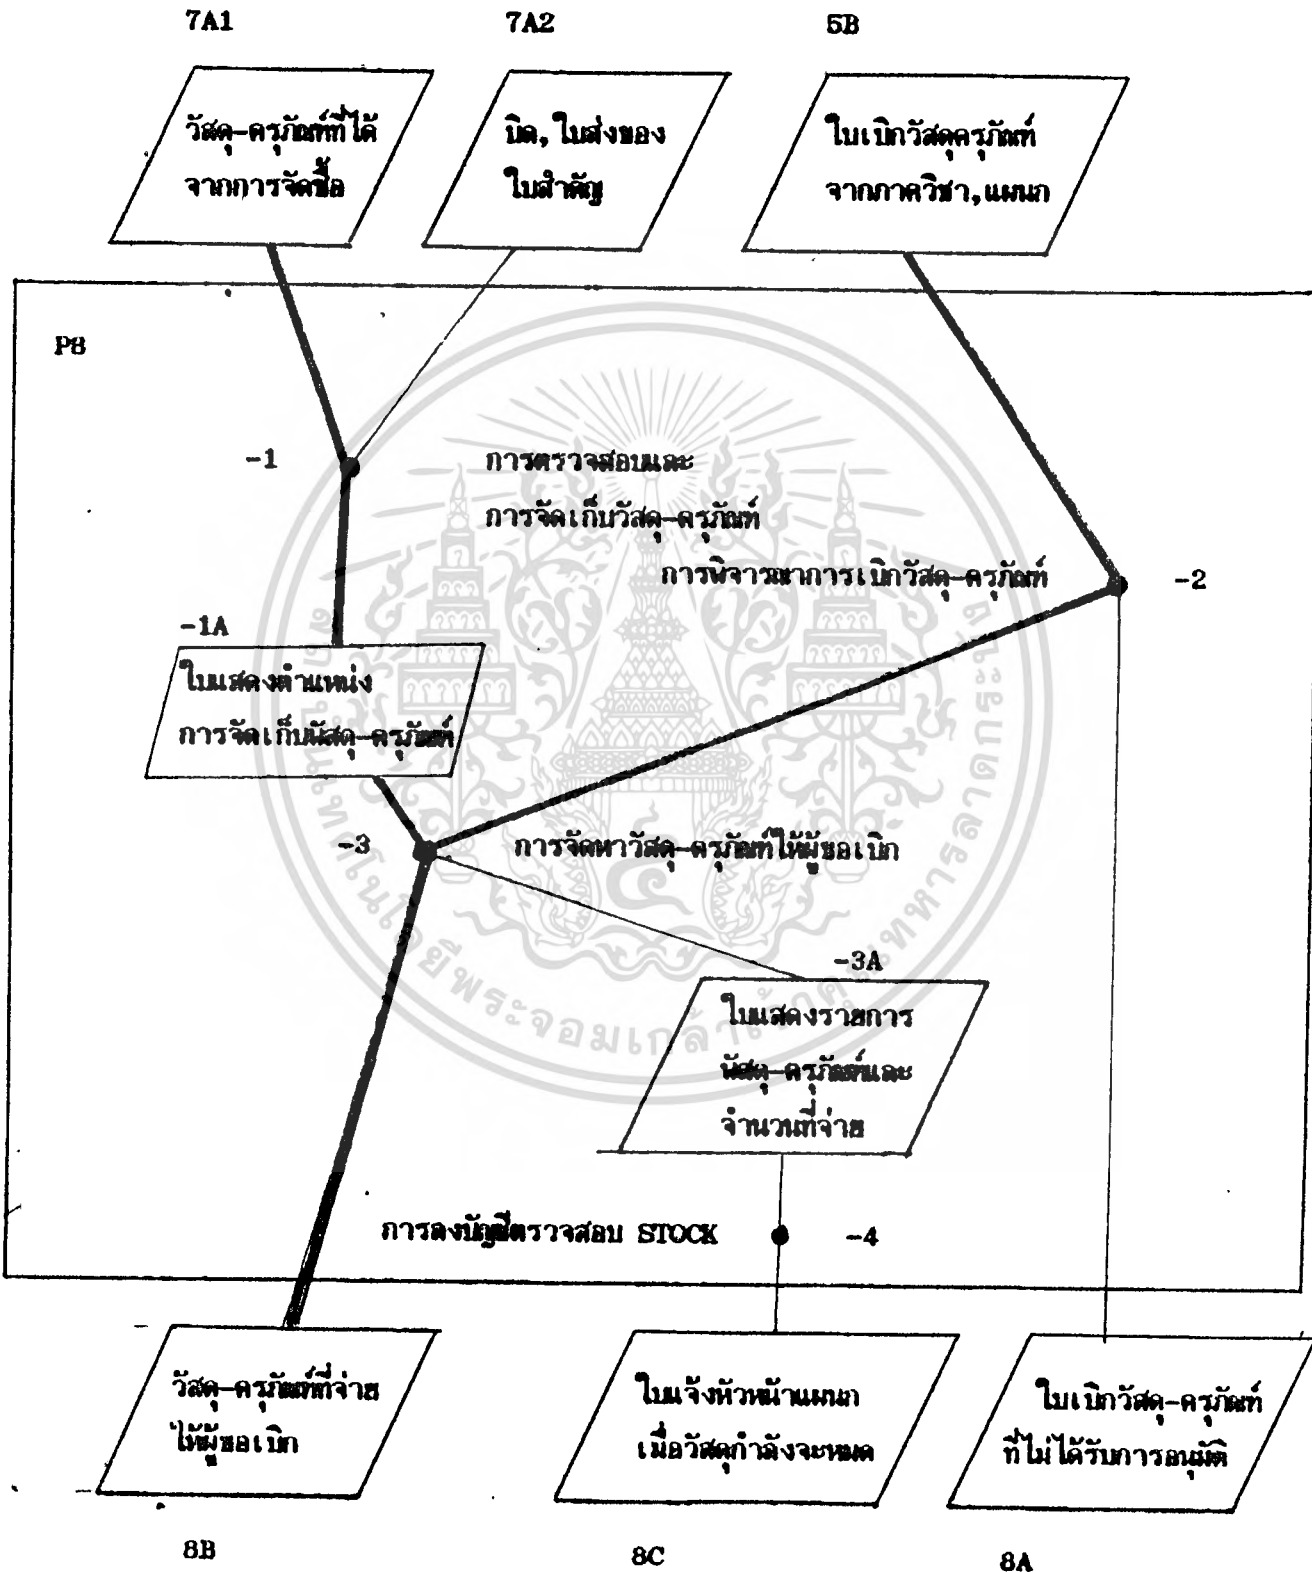 7A1
7A2
5B
วัสดุ-ครุภัณฑ์ที่ได้
จากการจัดซื้อ
บิล,ใบส่งของ
ใบสำคัญ
ใบเบิกวัสดุครุภัณฑ์
จากภาควิชา,แผนก
P8
-1
การตรวจสอบและ
การจัดเก็บวัสดุ-ครุภัณฑ์
การพิจารณาการเบิกวัสดุ-ครุภัณฑ์
-2
-1A
ใบแสดงตำแหน่ง
การจัดเก็บวัสดุ-ครุภัณฑ์
-3
การจัดหาวัสดุ-ครุภัณฑ์ให้ผู้ขอเบิก
-3A
ใบแสดงรายการ
วัสดุ-ครุภัณฑ์และ
จำนวนที่จ่าย
การลงบัญชีตรวจสอบ STOCK
-4
วัสดุ-ครุภัณฑ์ที่จ่าย
ให้ผู้ขอเบิก
ใบแจ้งหัวหน้าแผนก
เมื่อวัสดุกำลังจะหมด
ใบเบิกวัสดุ-ครุภัณฑ์
ที่ไม่ได้รับการอนุมัติ
8B
8C
8A